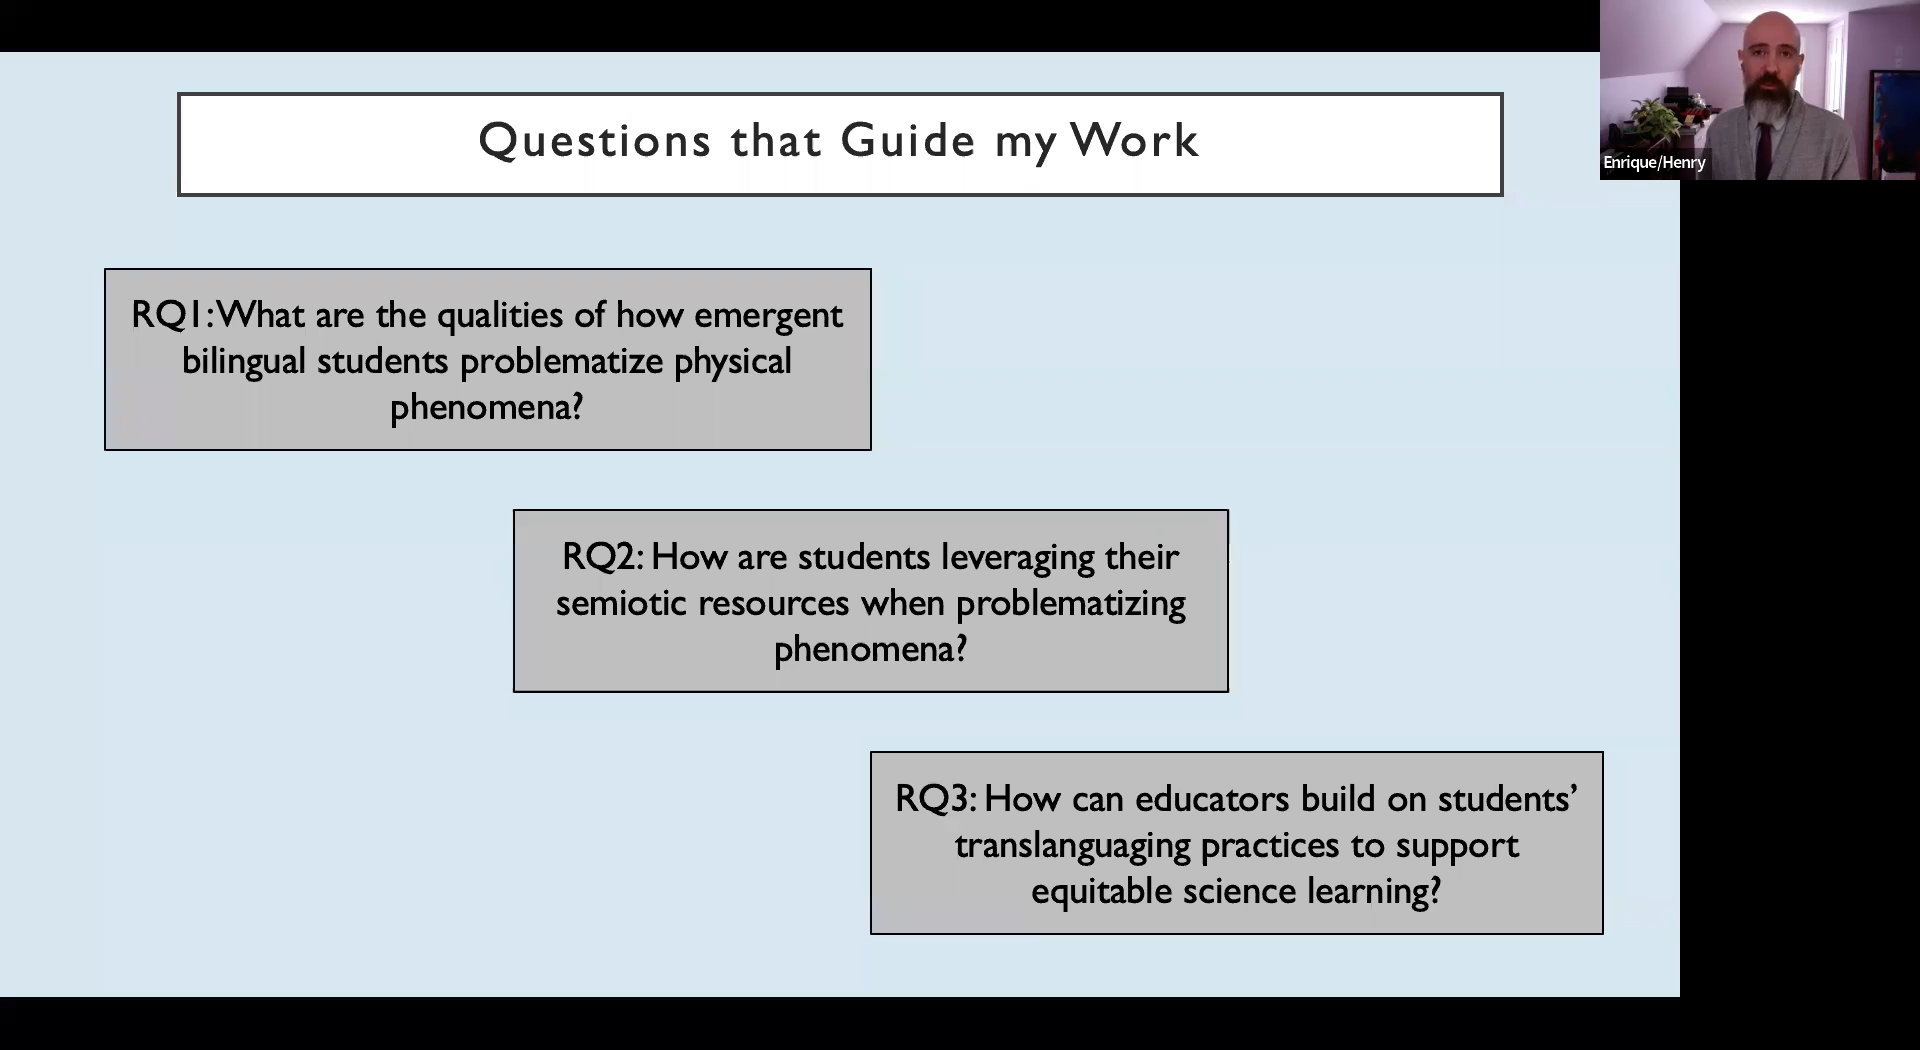 Questions that Guide my Work
Enrique/Henry
RQ1: What are the qualities of how emergent
bilingual students problematize physical
phenomena?
RQ2: How are students leveraging their
semiotic resources when problematizing
phenomena?
RQ3: How can educators build on students’
translanguaging practices to support
equitable science learning?